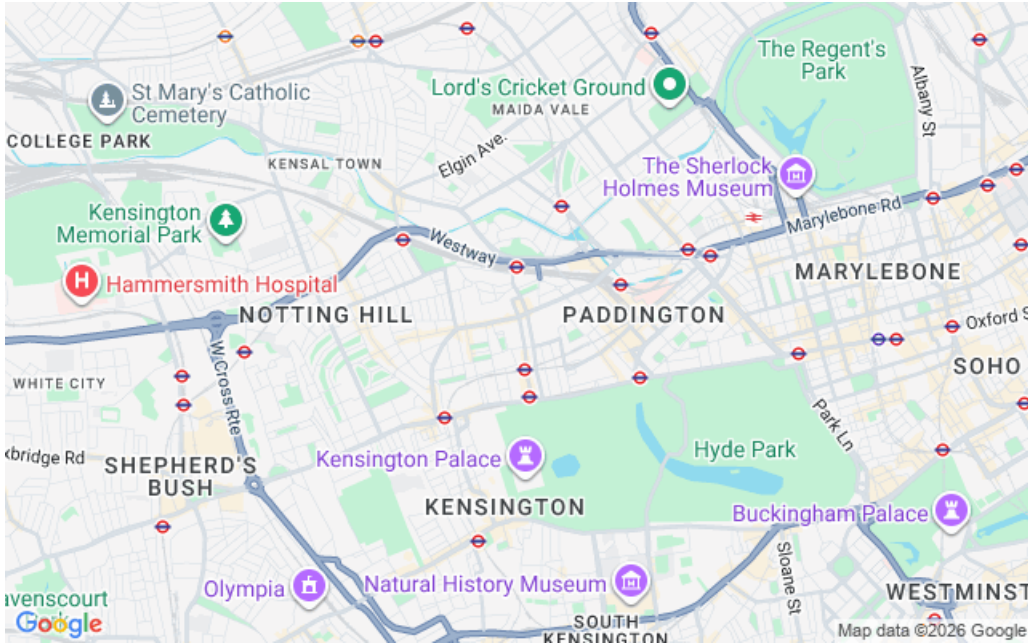 The Regent's
Park
Albany St
St Mary's Catholic
Cemetery
Lord's Cricket Ground
MAIDA VALE
COLLEGE PARK
KENSAL TOWN
Elgin Ave.
The Sherlock
Holmes Museum
Kensington
Memorial Park
Westway
Marylebone Rd
H
Hammersmith Hospital
MARYLEBONE
NOTTING HILL
PADDINGTON
Oxford S
W Cross Rte
WHITE CITY
SOHO
Park Ln
xbridge Rd
SHEPHERD'S
BUSH
Kensington Palace
Hyde Park
KENSINGTON
Buckingham Palace
Sloane St
Olympia
Natural History Museum
WESTMINST
avenscourt
Google
SOUTH
KENSINGTON
Map data ©2026 Google